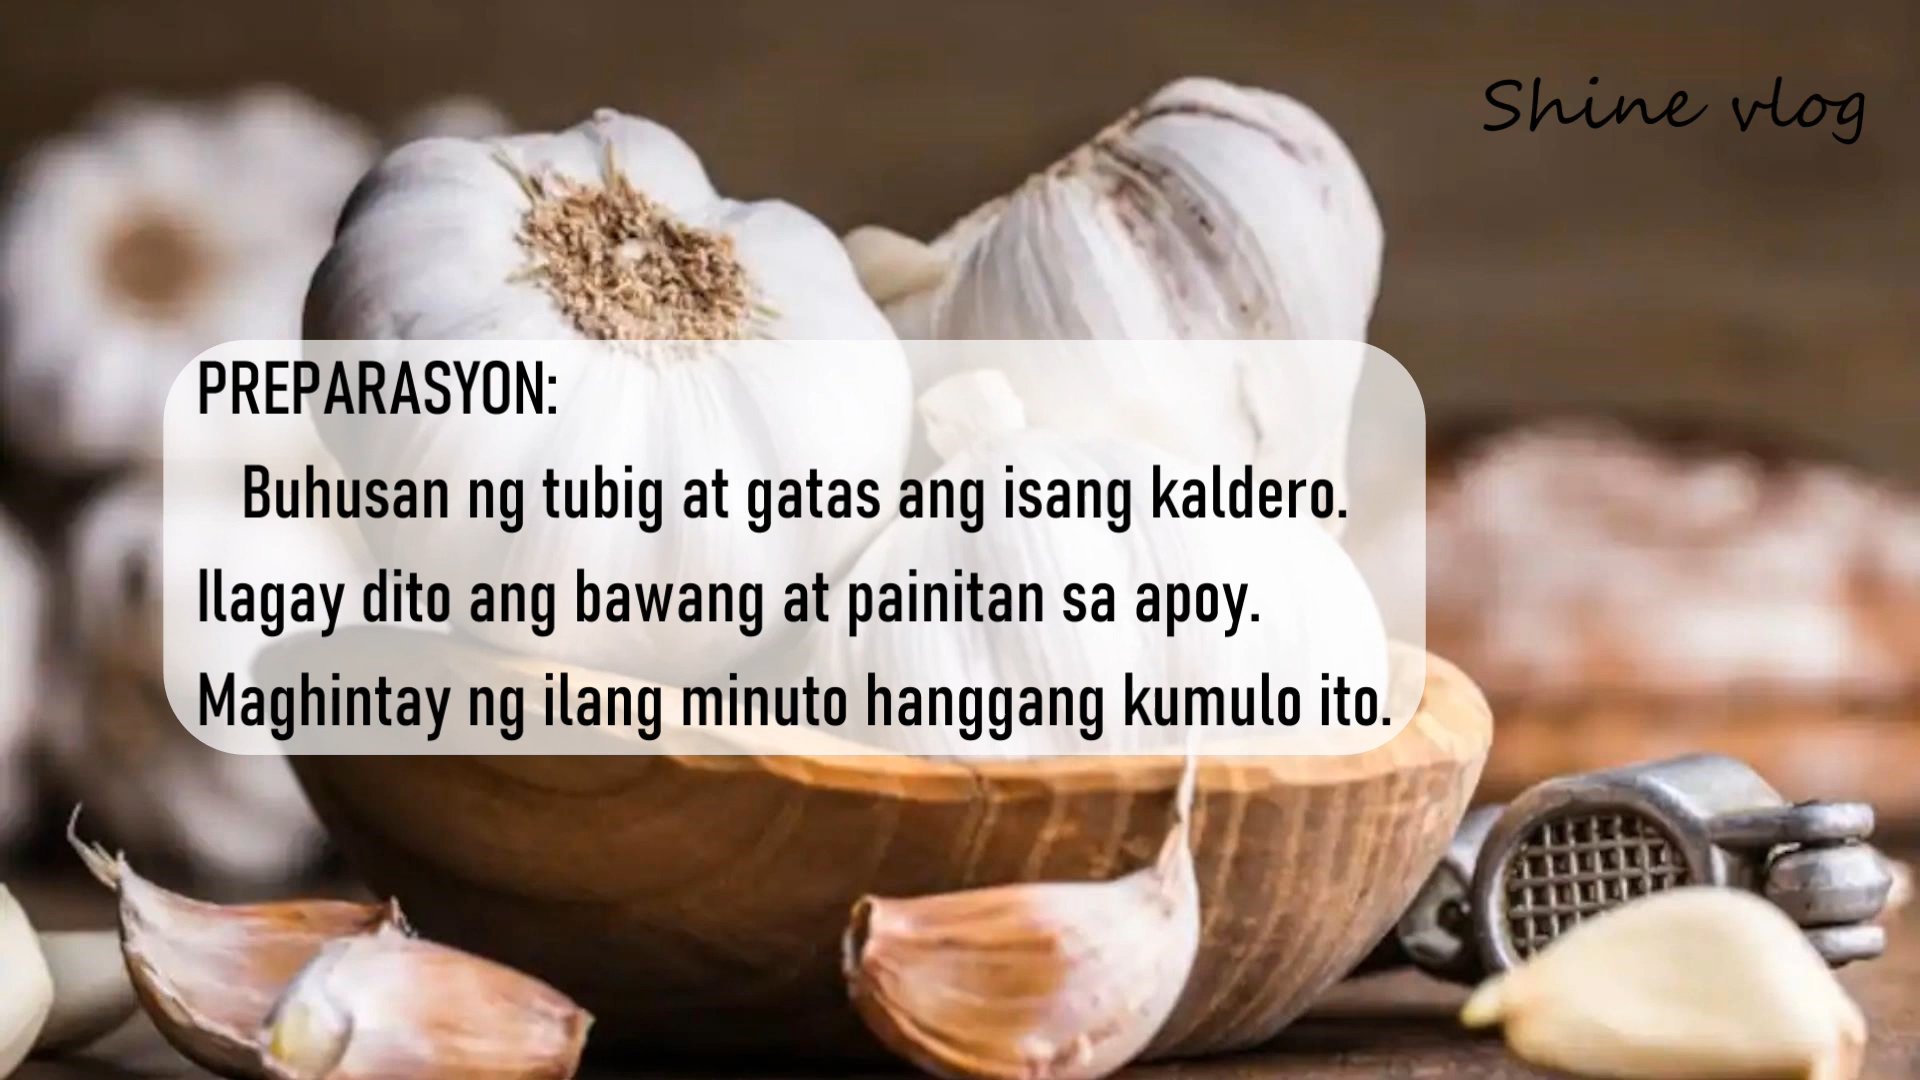 Shine vlog
PREPARASYON:
Buhusan ng tubig at gatas ang isang kaldero.
Ilagay dito ang bawang at painitan sa apoy.
Maghintay ng ilang minuto hanggang kumulo ito.